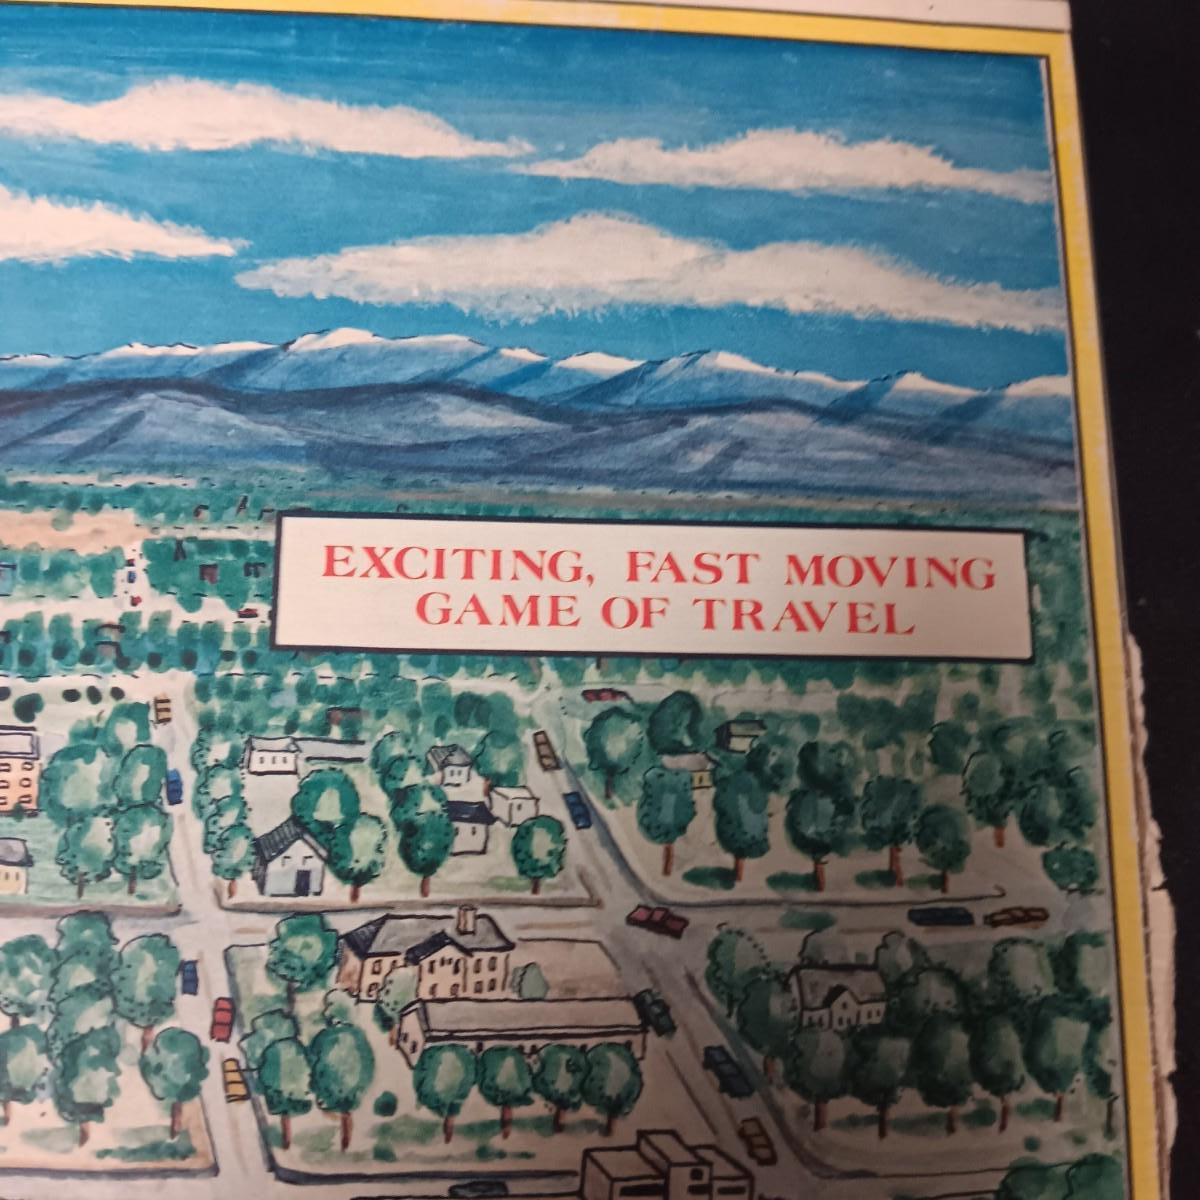 EXCITING, FAST MOVING
GAME OF TRAVEL